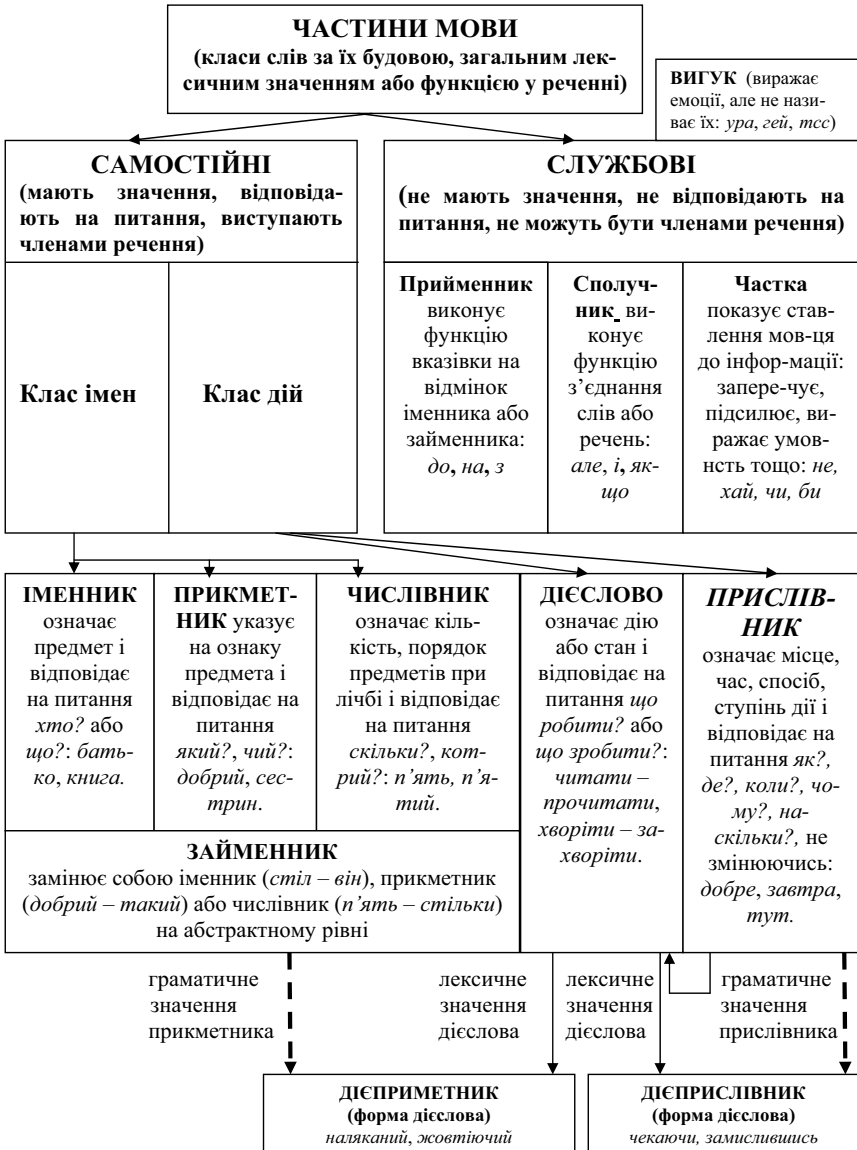 ЧАСТИНИ МОВИ
(класи слів за їх будовою, загальним лек-
сичним значенням або функцією у реченні)
ВИГУК (виражає
емоції, але не нази-
ває їх: ура, гей, тсс)
САМОСТІЙНІ
(мають значення, відповіда-
ють на питання, виступають
членами речення)
СЛУЖБОВІ
(не мають значення, не відповідають на
питання, не можуть бути членами речення)
Клас імен
Клас дій
Прийменник
виконує
функцію
вказівки на
відмінок
іменника або
займенника:
до, на, з
Сполуч-
ник ви-
конує
функцію
з’єднання
слів або
речень:
але, і, як-
що
Частка
показує став-
лення мов-ця
до інфор-мації:
запере-чує,
підсилює, ви-
ражає умов-
нсть тощо: не,
хай, чи, би
ІМЕННИК
означає
предмет і
відповідає
на питання
хто? або
що?: бать-
ко, книга.
ПРИКМЕТ-
НИК указує
на ознаку
предмета і
відповідає на
питання
який?, чий?:
добрий, сес-
трин.
ЧИСЛІВНИК
означає кіль-
кість, порядок
предметів при
лічбі і відповідає
на питання
скільки?, кот-
рий?: п’ять, п’я-
тий.
ДІЄСЛОВО
означає дію
або стан і
відповідає на
питання що
робити? або
що зробити?:
читати –
прочитати,
хворіти – за-
хворіти.
ПРИСЛІВ-
НИК
означає місце,
час, спосіб,
ступінь дії і
відповідає на
питання як?,
де?, коли?, чо-
му?, на-
скільки?, не
змінюючись:
добре, завтра,
тут.
ЗАЙМЕННИК
замінює собою іменник (стіл – він), прикметник
(добрий – такий) або числівник (п’ять – стільки)
на абстрактному рівні
граматичне
значення
прикметника
лексичне
значення
дієслова
лексичне
значення
дієслова
граматичне
значення
прислівника
ДІЄПРИМЕТНИК
(форма дієслова)
наляканий, жовтіючий
ДІЄПРИСЛІВНИК
(форма дієслова)
чекаючи, замислившись